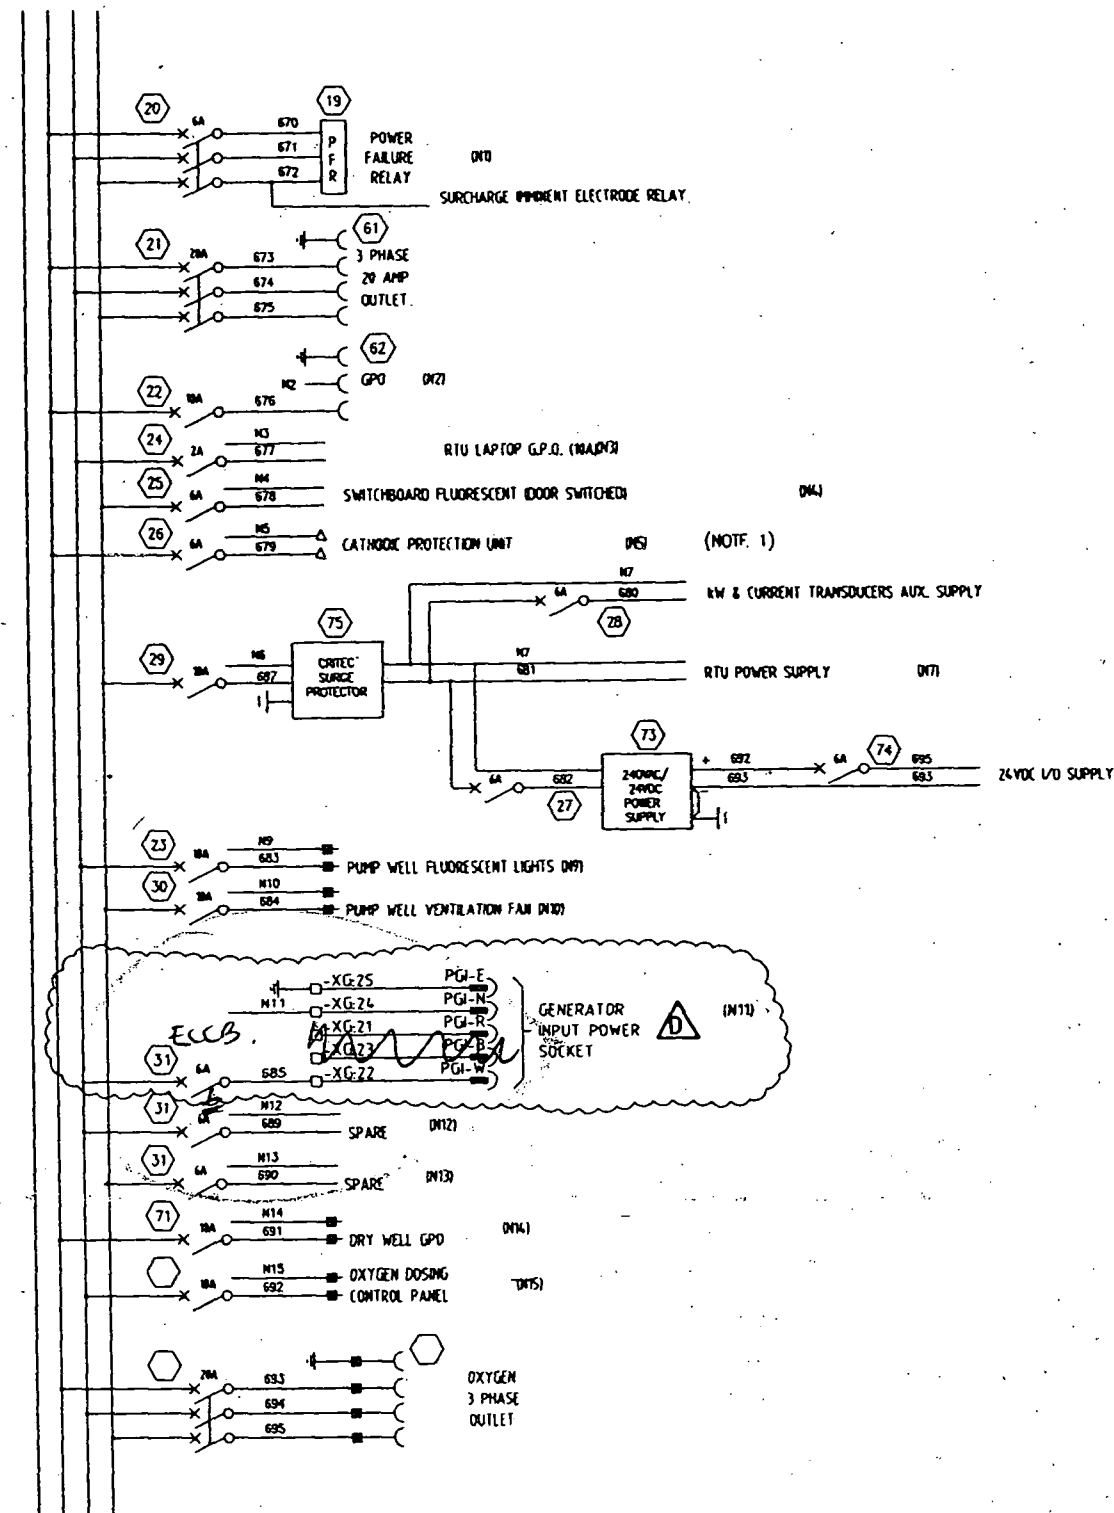 20
19
6A
670
671
672
P
F
R
POWER
FAILURE
RELAY
(N1)
SURCHARGE IMMINENT ELECTRODE RELAY.
21
61
20A
673
674
675
3 PHASE
20 AMP
OUTLET.
62
N2
GPO
(N2)
22
10A
676
24
2A
N3
677
RTU LAPTOP G.P.O. (10A)(N3)
25
6A
N4
678
SWITCHBOARD FLUORESCENT (DOOR SWITCHED)
(N4)
26
6A
N5
679
CATHODIC PROTECTION UNIT
(N5)
(NOTE 1)
N7
6A
680
28
kW & CURRENT TRANSDUCERS AUX. SUPPLY
75
29
N6
687
CRITEC
SURGE
PROTECTOR
N7
681
RTU POWER SUPPLY
(N7)
73
6A
682
27
240VAC/
24VDC
POWER
SUPPLY
+
692
693
6A
74
695
693
24VDC I/O SUPPLY
23
10A
N9
683
PUMP WELL FLUORESCENT LIGHTS (N9)
30
10A
N10
684
PUMP WELL VENTILATION FAN (N10)
-XG:25
PGI-E
N11
-XG:24
PGI-N
-XG:21
PGI-R
-XG:23
PGI-B
-XG:22
PGI-W
GENERATOR
INPUT POWER
SOCKET
D
(N11)
ECCB.
31
6A
685
31
6A
N12
689
SPARE
(N12)
31
6A
N13
690
SPARE
(N13)
71
10A
N14
691
DRY WELL GPO
(N14)
10A
N15
692
OXYGEN DOSING
CONTROL PANEL
(N15)
20A
693
694
695
OXYGEN
3 PHASE
OUTLET